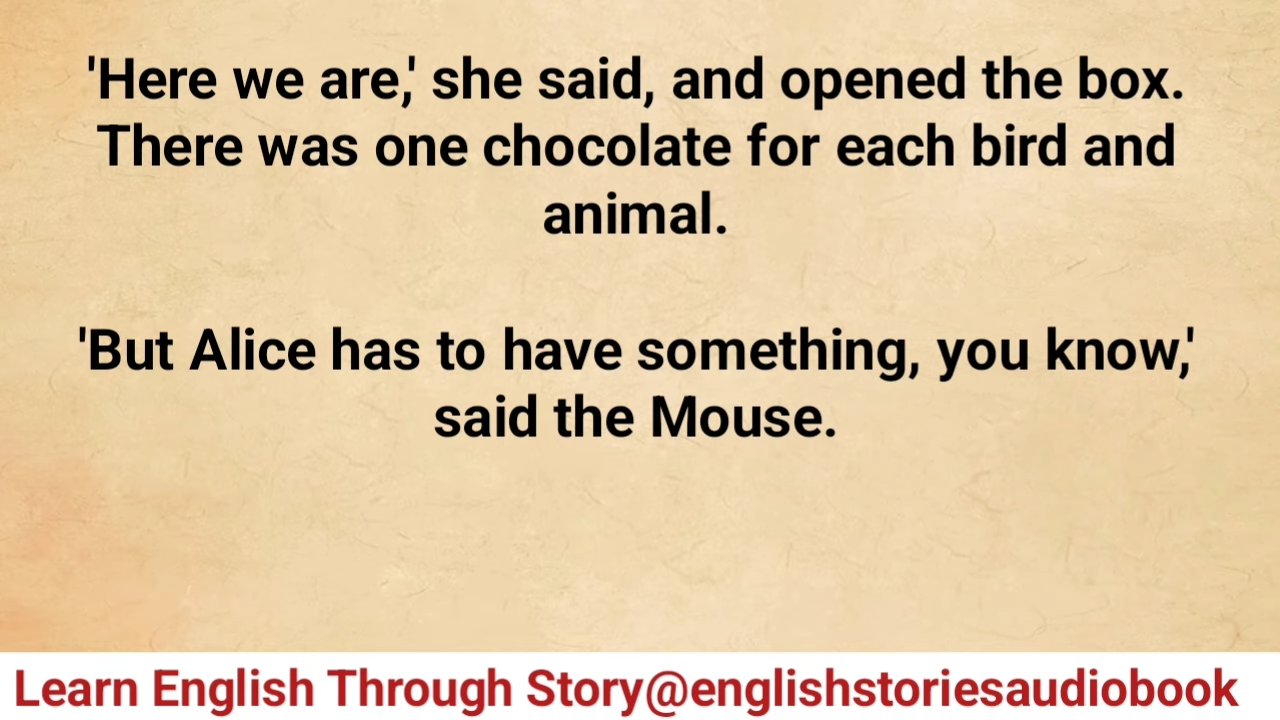 'Here we are,' she said, and opened the box.
There was one chocolate for each bird and
animal.
'But Alice has to have something, you know,'
said the Mouse.
Learn English Through Story@englishstoriesaudiobook